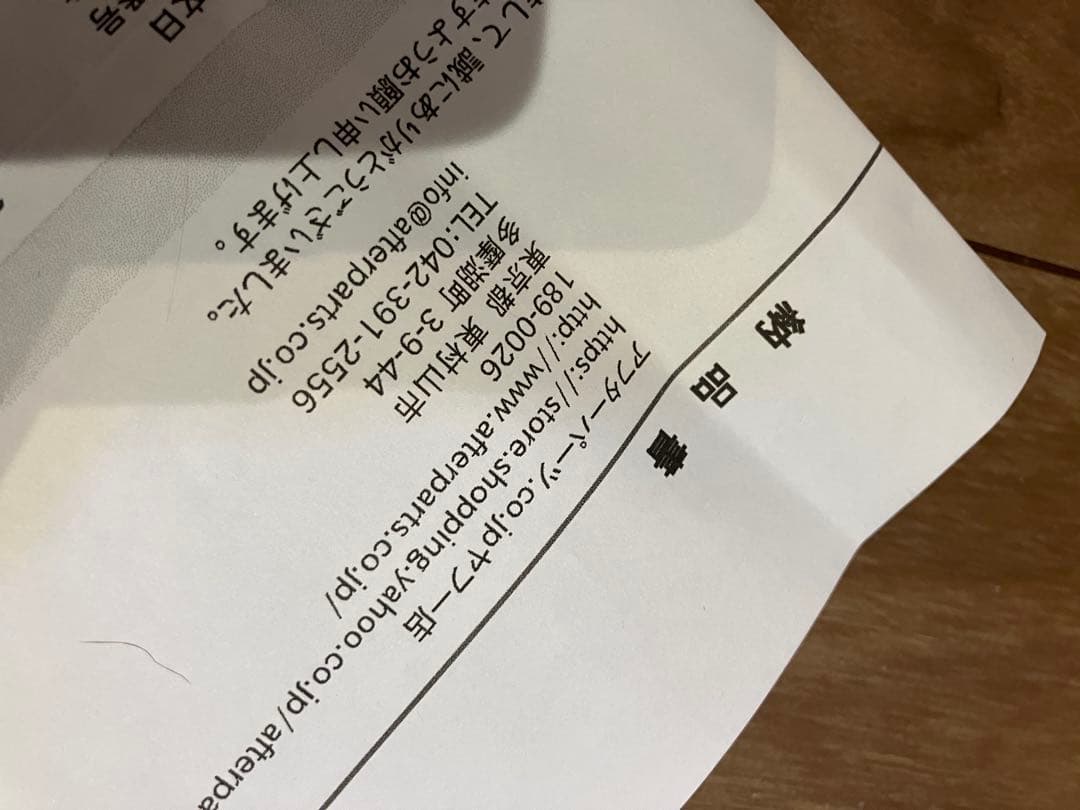 納品書
アフターパーツ.co.jpヤフー店
https://store.shopping.yahoo.co.jp/afterpa
http://www.afterparts.co.jp/
189-0026
東京都 東村山市
多摩湖町 3-9-44
TEL:042-391-2556
info@afterparts.co.jp
して、誠にありがとうございました。
ますようお願い申し上げます。
文日
番号